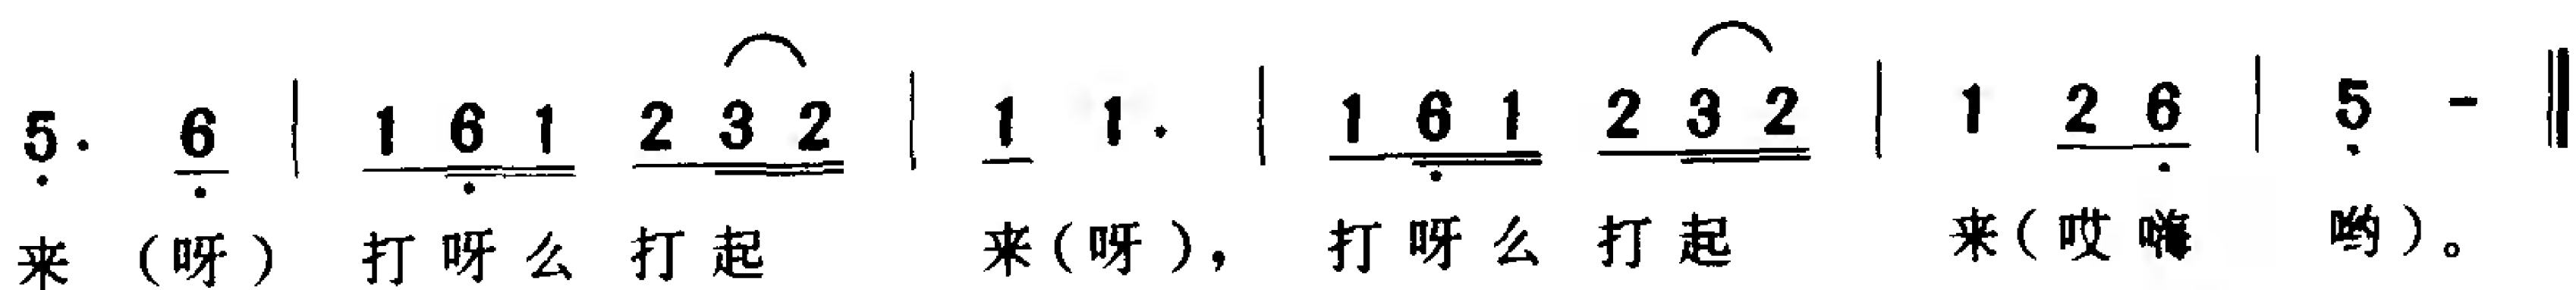 5. 6 | 1 6 1 2 3 2 | 1 1. | 1 6 1 2 3 2 | 1 2 6 | 5 - ‖
来 (呀) 打呀么 打起 来(呀), 打呀么 打起 来(哎嗨 哟)。